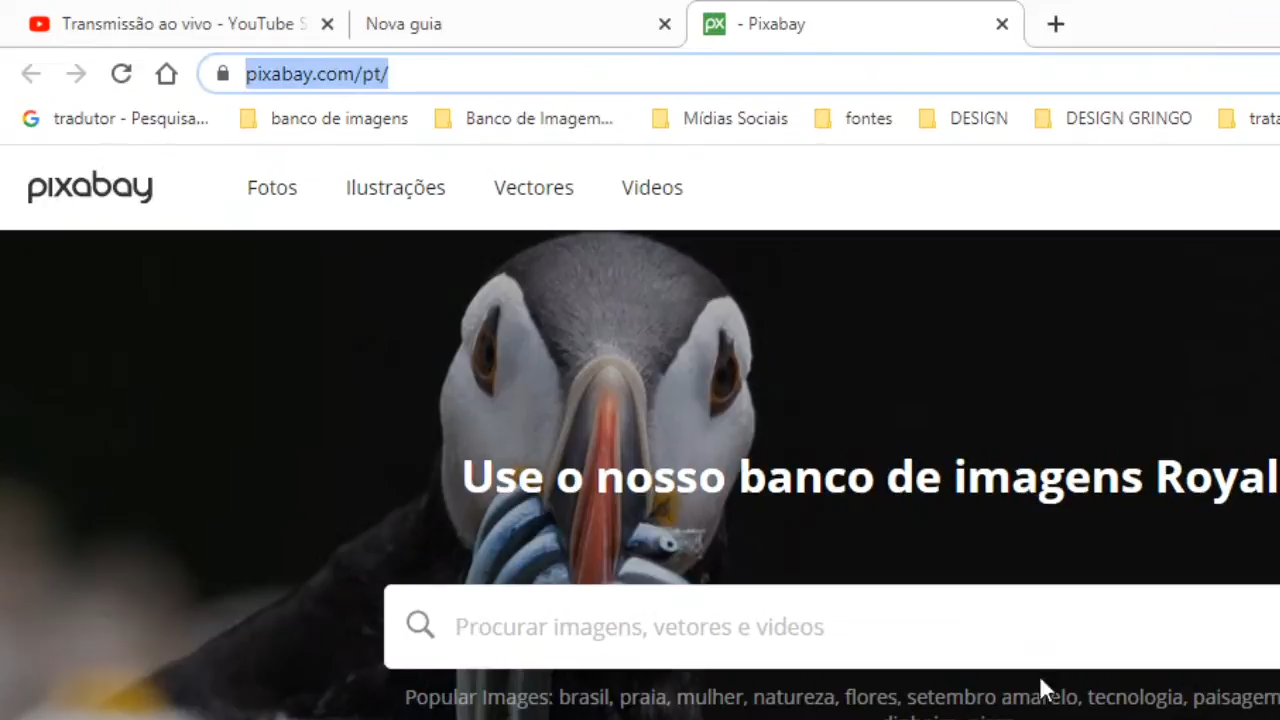 Transmissão ao vivo - YouTube S
Nova guia
- Pixabay
pixabay.com/pt/
tradutor - Pesquisa...
banco de imagens
Banco de Imagem...
Mídias Sociais
fontes
DESIGN
DESIGN GRINGO
trata
pixabay
Fotos
Ilustrações
Vectores
Videos
Use o nosso banco de imagens Royal
Procurar imagens, vetores e videos
Popular Images: brasil, praia, mulher, natureza, flores, setembro amarelo, tecnologia, paisagem